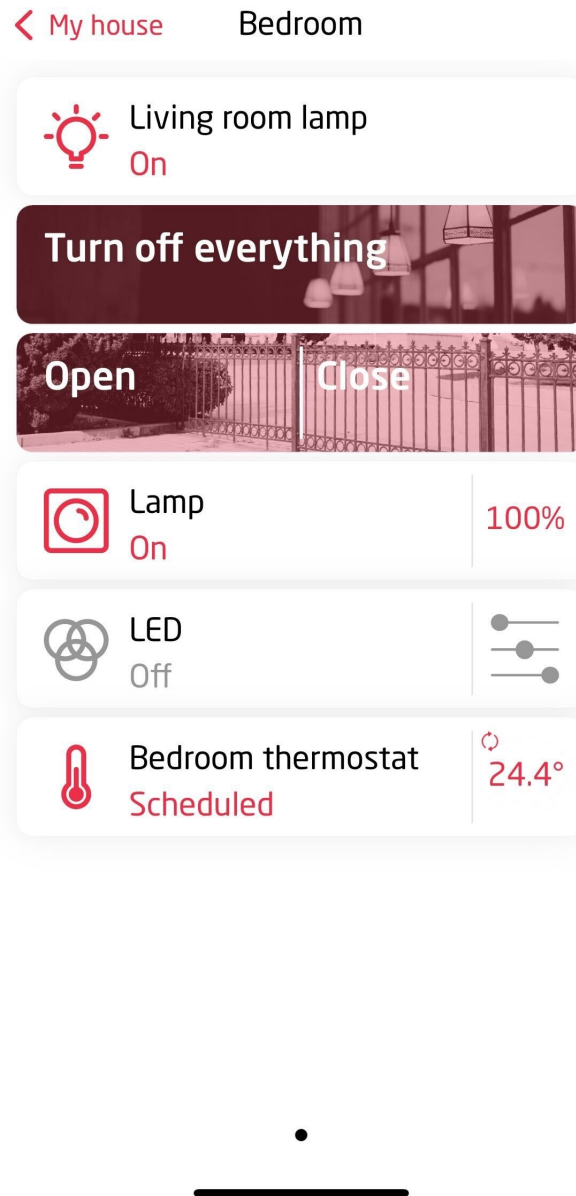 My house Bedroom
Living room lamp
On
Turn off everything
Open Close
Lamp
On
100%
LED
Off
Bedroom thermostat
Scheduled
24.4°